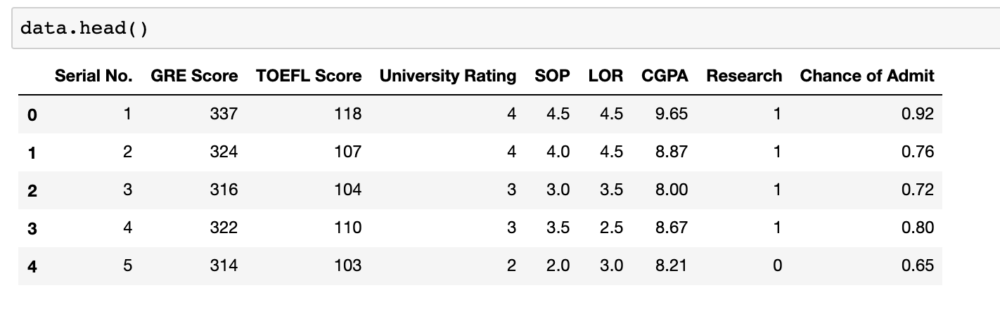 data.head()
Serial No. GRE Score TOEFL Score University Rating SOP LOR CGPA Research Chance of Admit
0 1 337 118 4 4.5 4.5 9.65 1 0.92
1 2 324 107 4 4.0 4.5 8.87 1 0.76
2 3 316 104 3 3.0 3.5 8.00 1 0.72
3 4 322 110 3 3.5 2.5 8.67 1 0.80
4 5 314 103 2 2.0 3.0 8.21 0 0.65